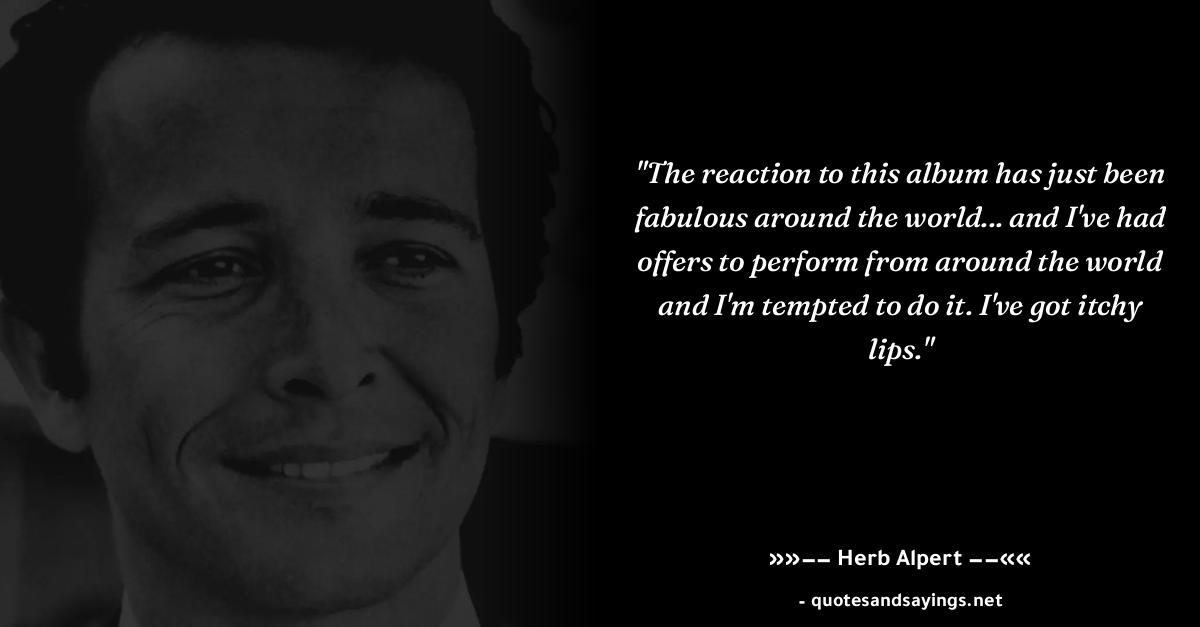 "The reaction to this album has just been
fabulous around the world... and I've had
offers to perform from around the world
and I'm tempted to do it. I've got itchy
lips."
»»–– Herb Alpert ––««
- quotesandsayings.net